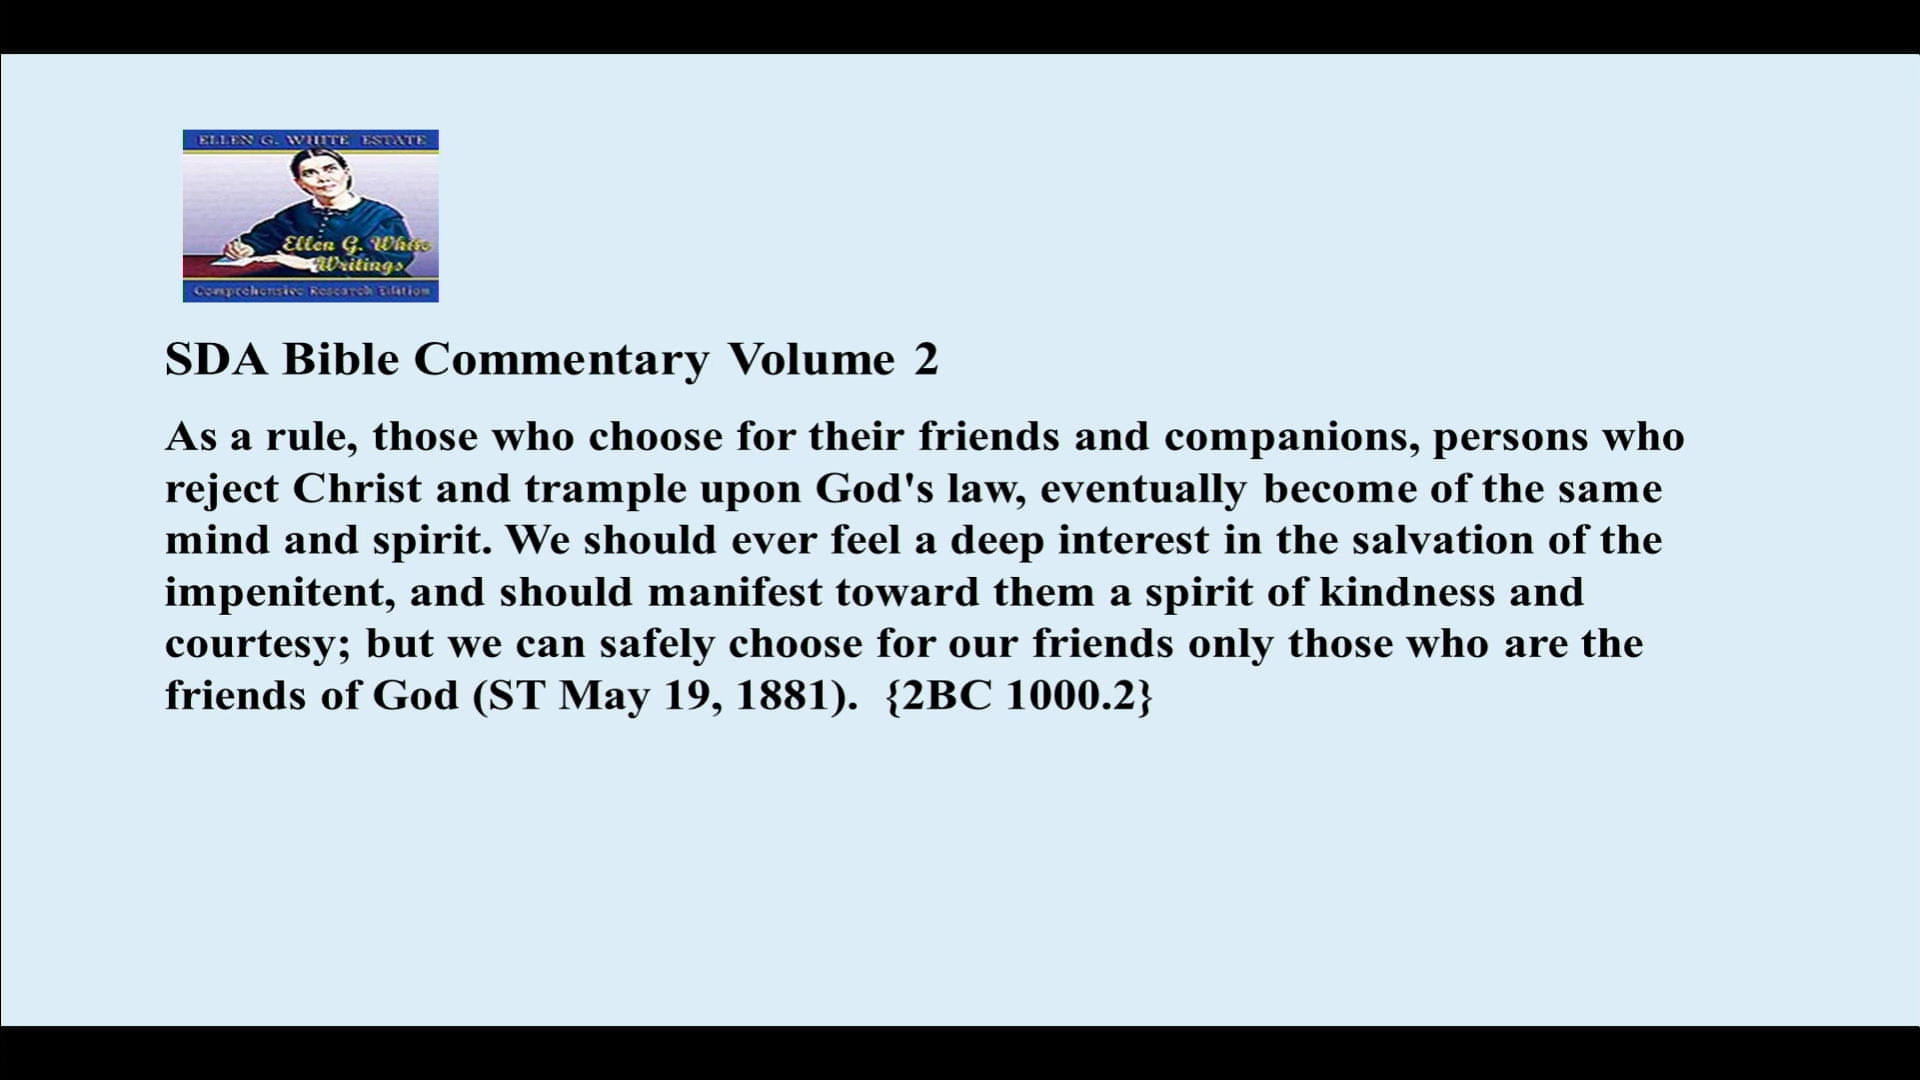 ELLEN G. WHITE ESTATE
Ellen G. White
Writings
Comprehensive Research Edition
SDA Bible Commentary Volume 2
As a rule, those who choose for their friends and companions, persons who
reject Christ and trample upon God's law, eventually become of the same
mind and spirit. We should ever feel a deep interest in the salvation of the
impenitent, and should manifest toward them a spirit of kindness and
courtesy; but we can safely choose for our friends only those who are the
friends of God (ST May 19, 1881).  {2BC 1000.2}